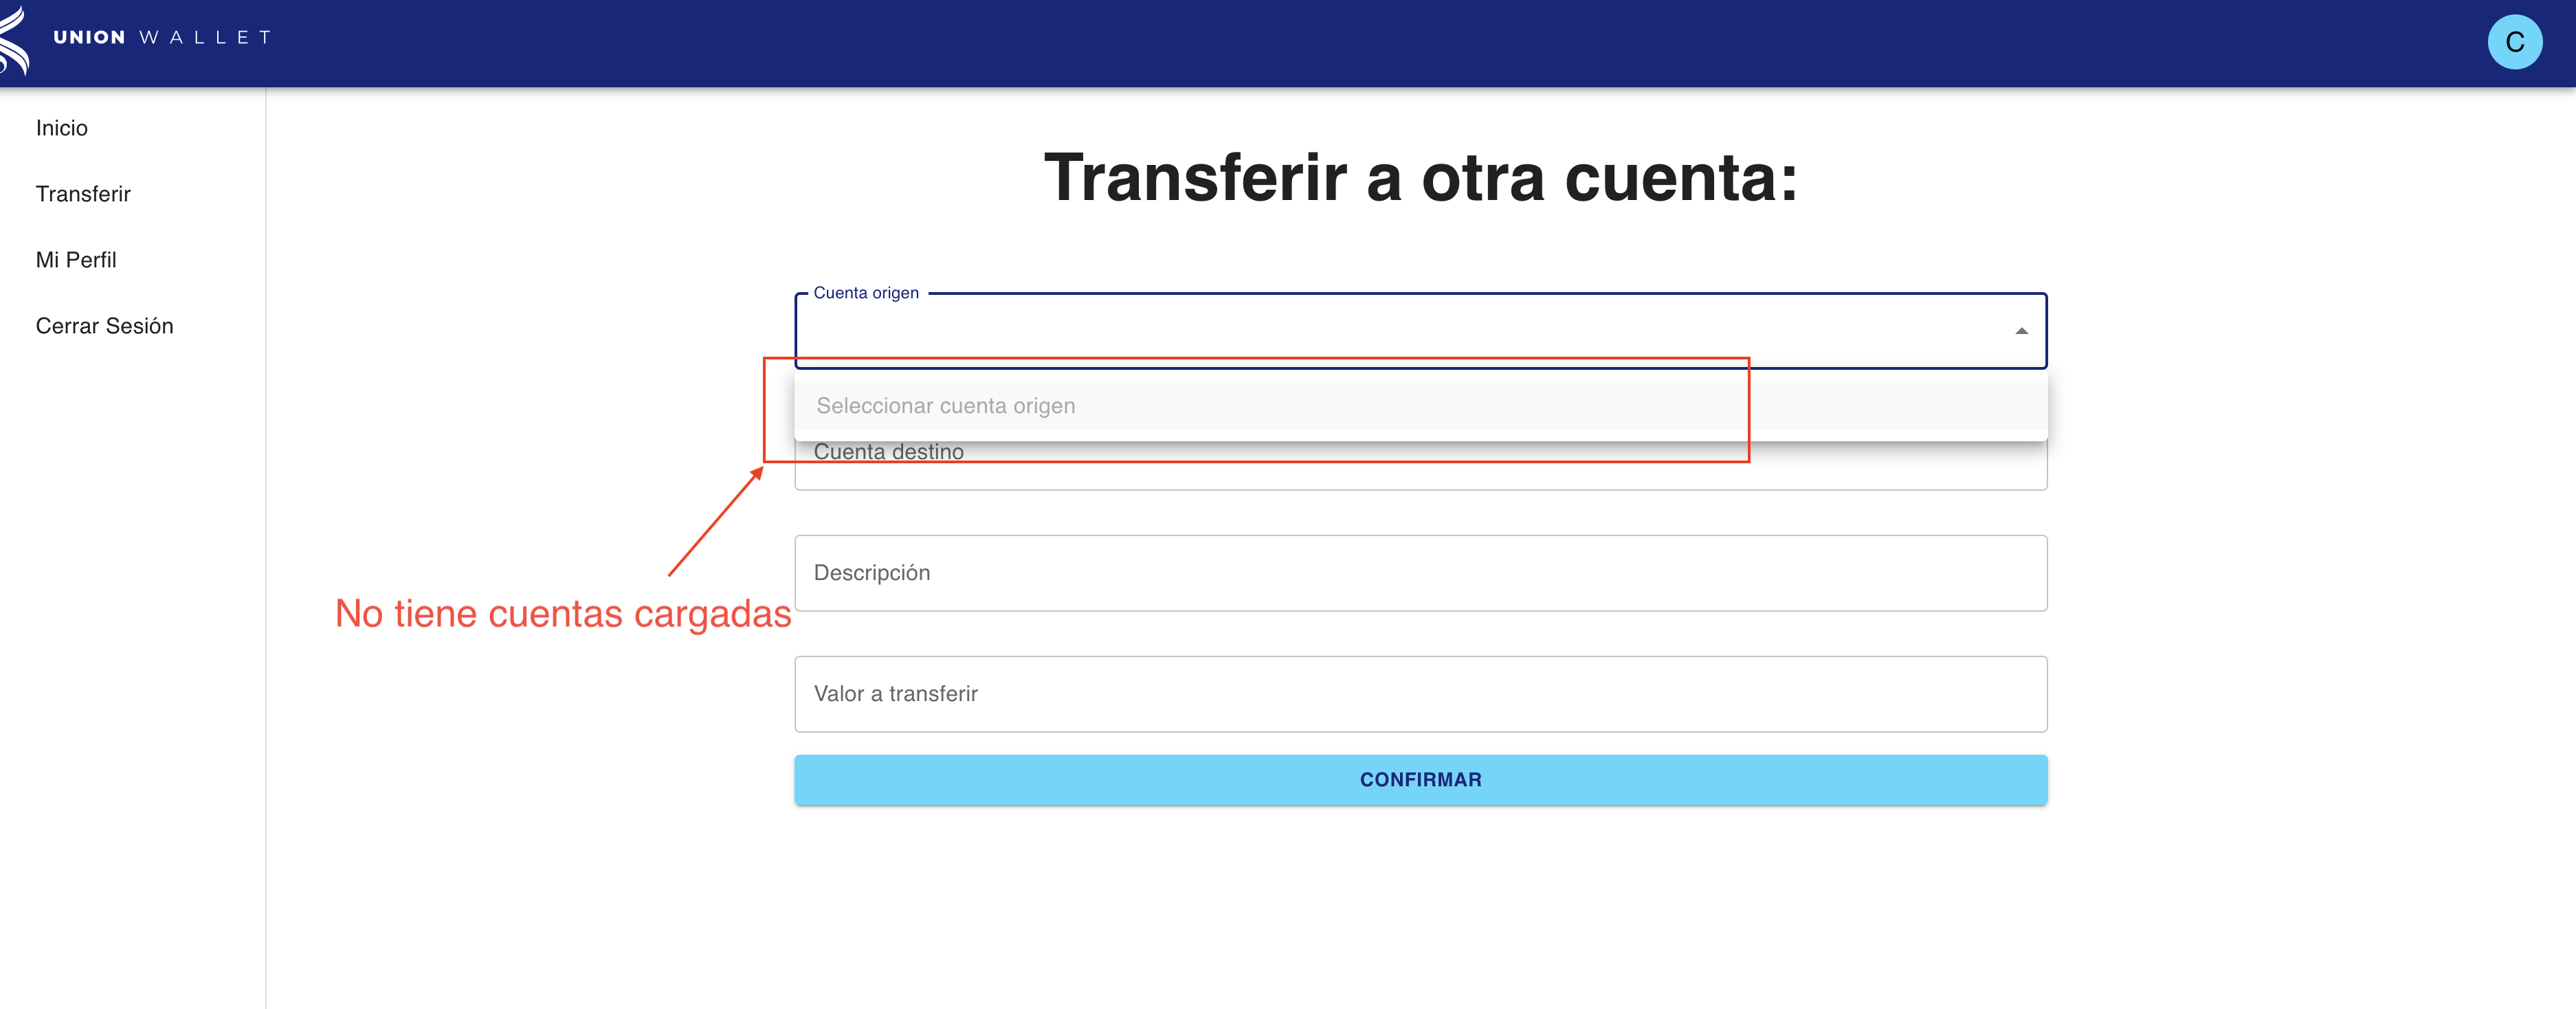 UNION WALLET
C
Inicio
Transferir
Mi Perfil
Cerrar Sesión
Transferir a otra cuenta:
Cuenta origen
Seleccionar cuenta origen
Cuenta destino
Descripción
No tiene cuentas cargadas
Valor a transferir
CONFIRMAR